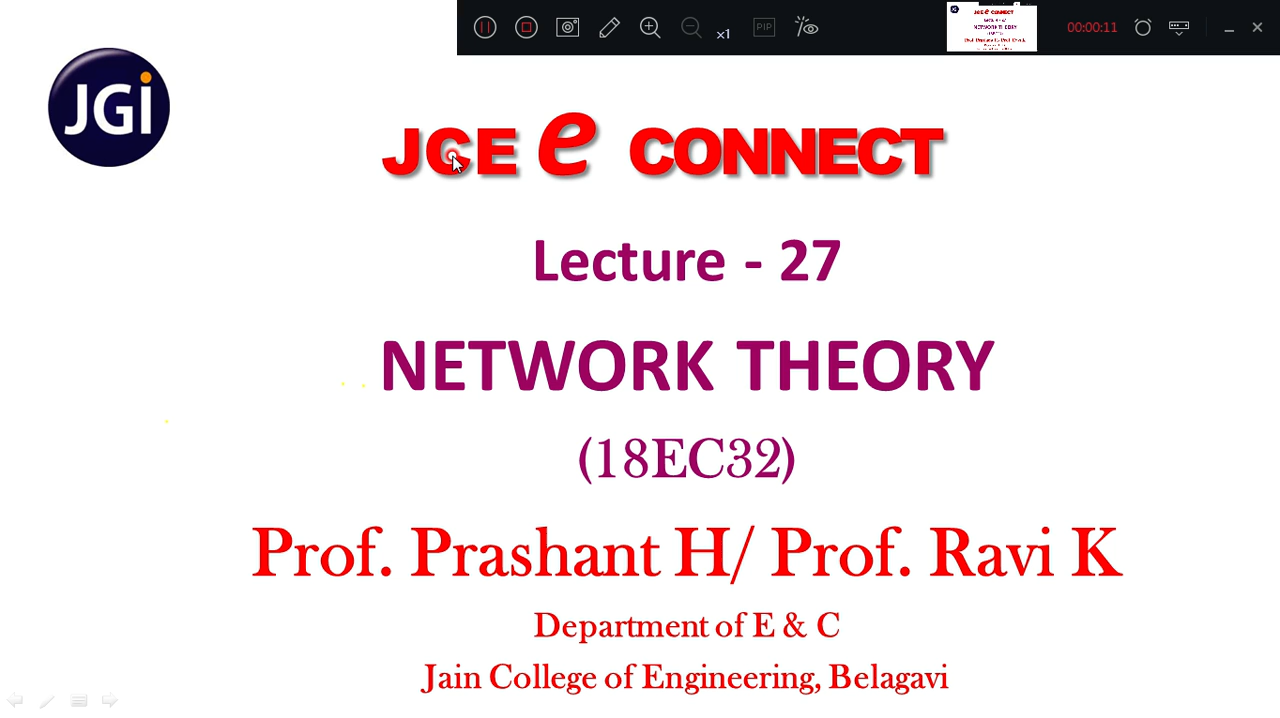 x1
PIP
00:00:11
JGi
JCE e CONNECT
Lecture - 27
NETWORK THEORY
(18EC32)
Prof. Prashant H/ Prof. Ravi K
Department of E & C
Jain College of Engineering, Belagavi